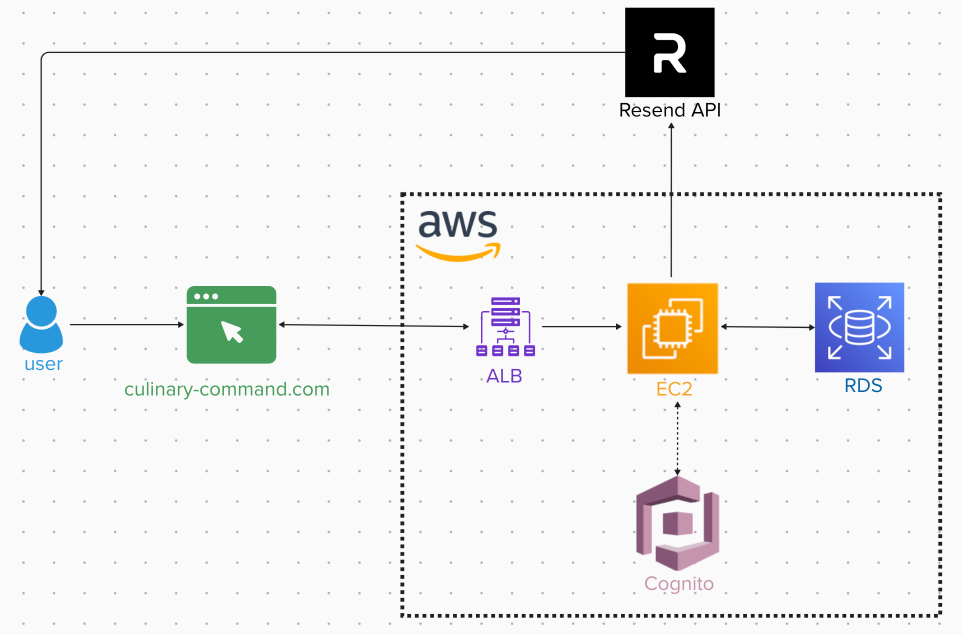 R
Resend API
aws
user
culinary-command.com
ALB
EC2
RDS
Cognito